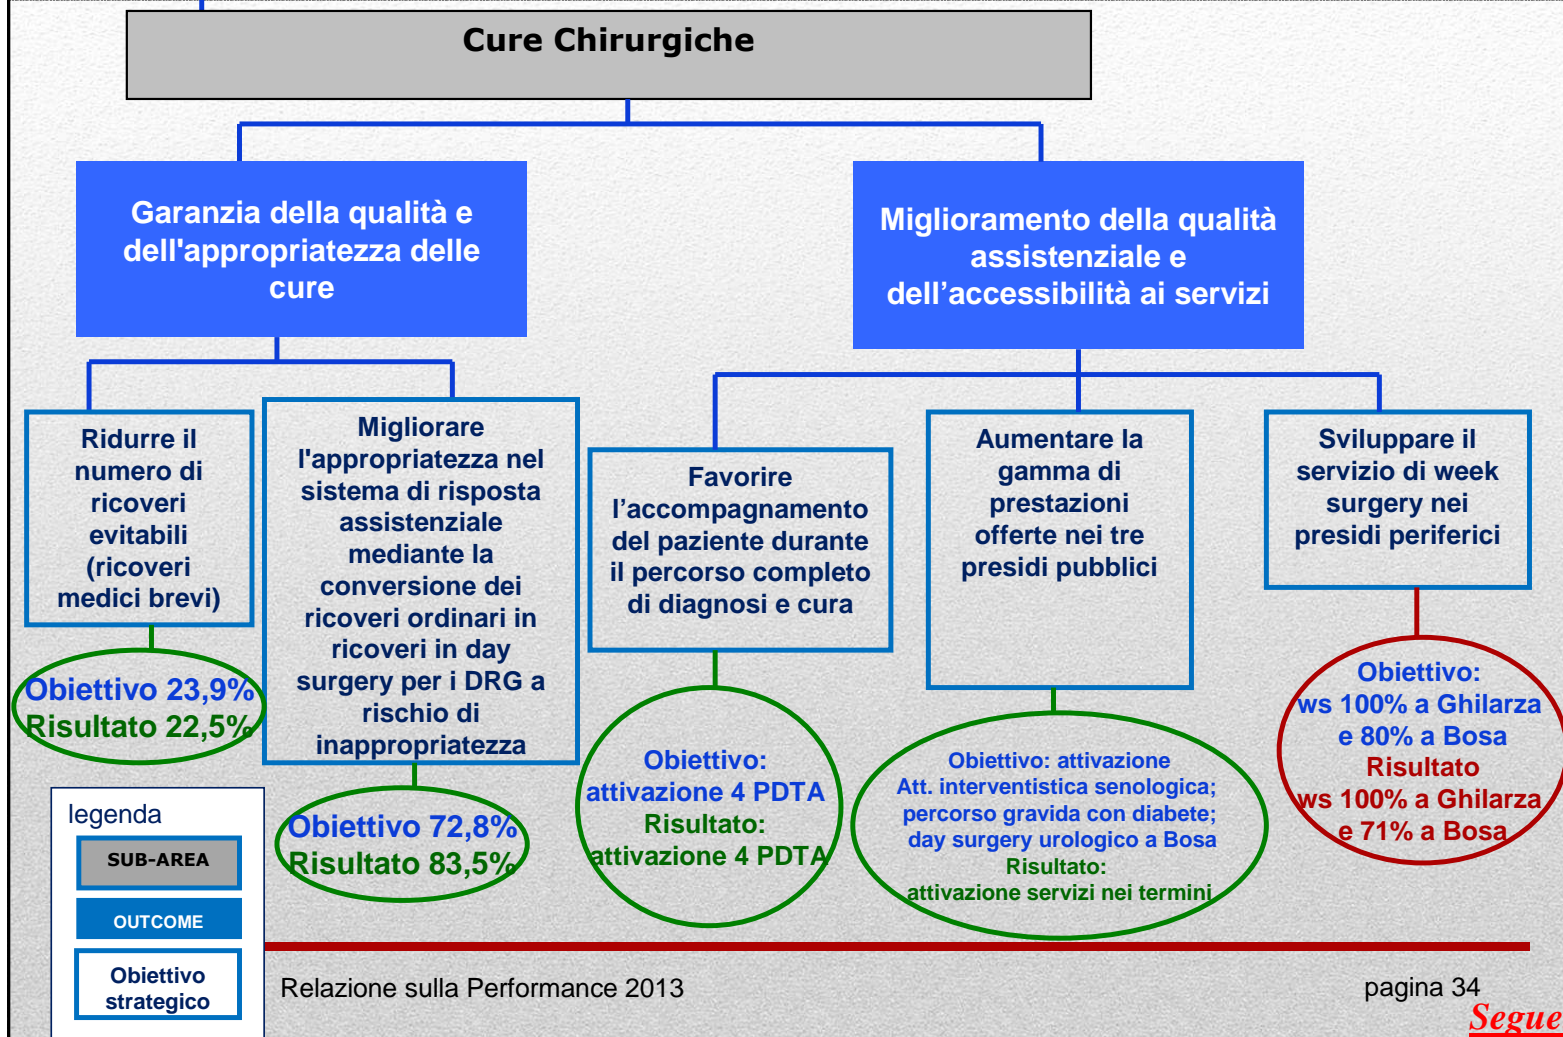 Cure Chirurgiche
Garanzia della qualità e
dell'appropriatezza delle
cure
Miglioramento della qualità
assistenziale e
dell’accessibilità ai servizi
Ridurre il
numero di
ricoveri
evitabili
(ricoveri
medici brevi)
Obiettivo 23,9%
Risultato 22,5%
Migliorare
l'appropriatezza nel
sistema di risposta
assistenziale
mediante la
conversione dei
ricoveri ordinari in
ricoveri in day
surgery per i DRG a
rischio di
inappropriatezza
Obiettivo 72,8%
Risultato 83,5%
Favorire
l’accompagnamento
del paziente durante
il percorso completo
di diagnosi e cura
Obiettivo:
attivazione 4 PDTA
Risultato:
attivazione 4 PDTA
Aumentare la
gamma di
prestazioni
offerte nei tre
presidi pubblici
Obiettivo: attivazione
Att. interventistica senologica;
percorso gravida con diabete;
day surgery urologico a Bosa
Risultato:
attivazione servizi nei termini
Sviluppare il
servizio di week
surgery nei
presidi periferici
Obiettivo:
ws 100% a Ghilarza
e 80% a Bosa
Risultato
ws 100% a Ghilarza
e 71% a Bosa
legenda
SUB-AREA
OUTCOME
Obiettivo
strategico
Relazione sulla Performance 2013
pagina 34
Segue